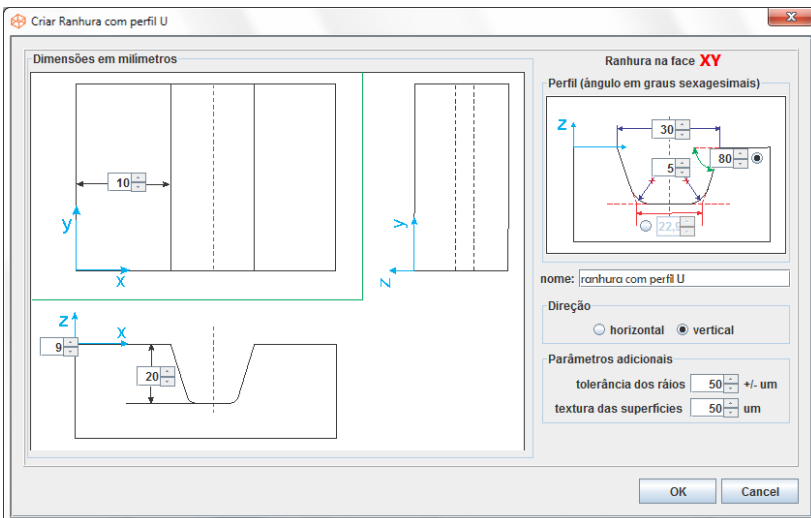 Criar Ranhura com perfil U
Dimensões em milímetros
10
y
x
y
z
z
x
9
20
Ranhura na face XY
Perfil (ângulo em graus sexagesimais)
z
30
80
5
nome: ranhura com perfil U
Direção
horizontal vertical
Parâmetros adicionais
tolerância dos ráios 50 +/- um
textura das superfícies 50 um
OK Cancel